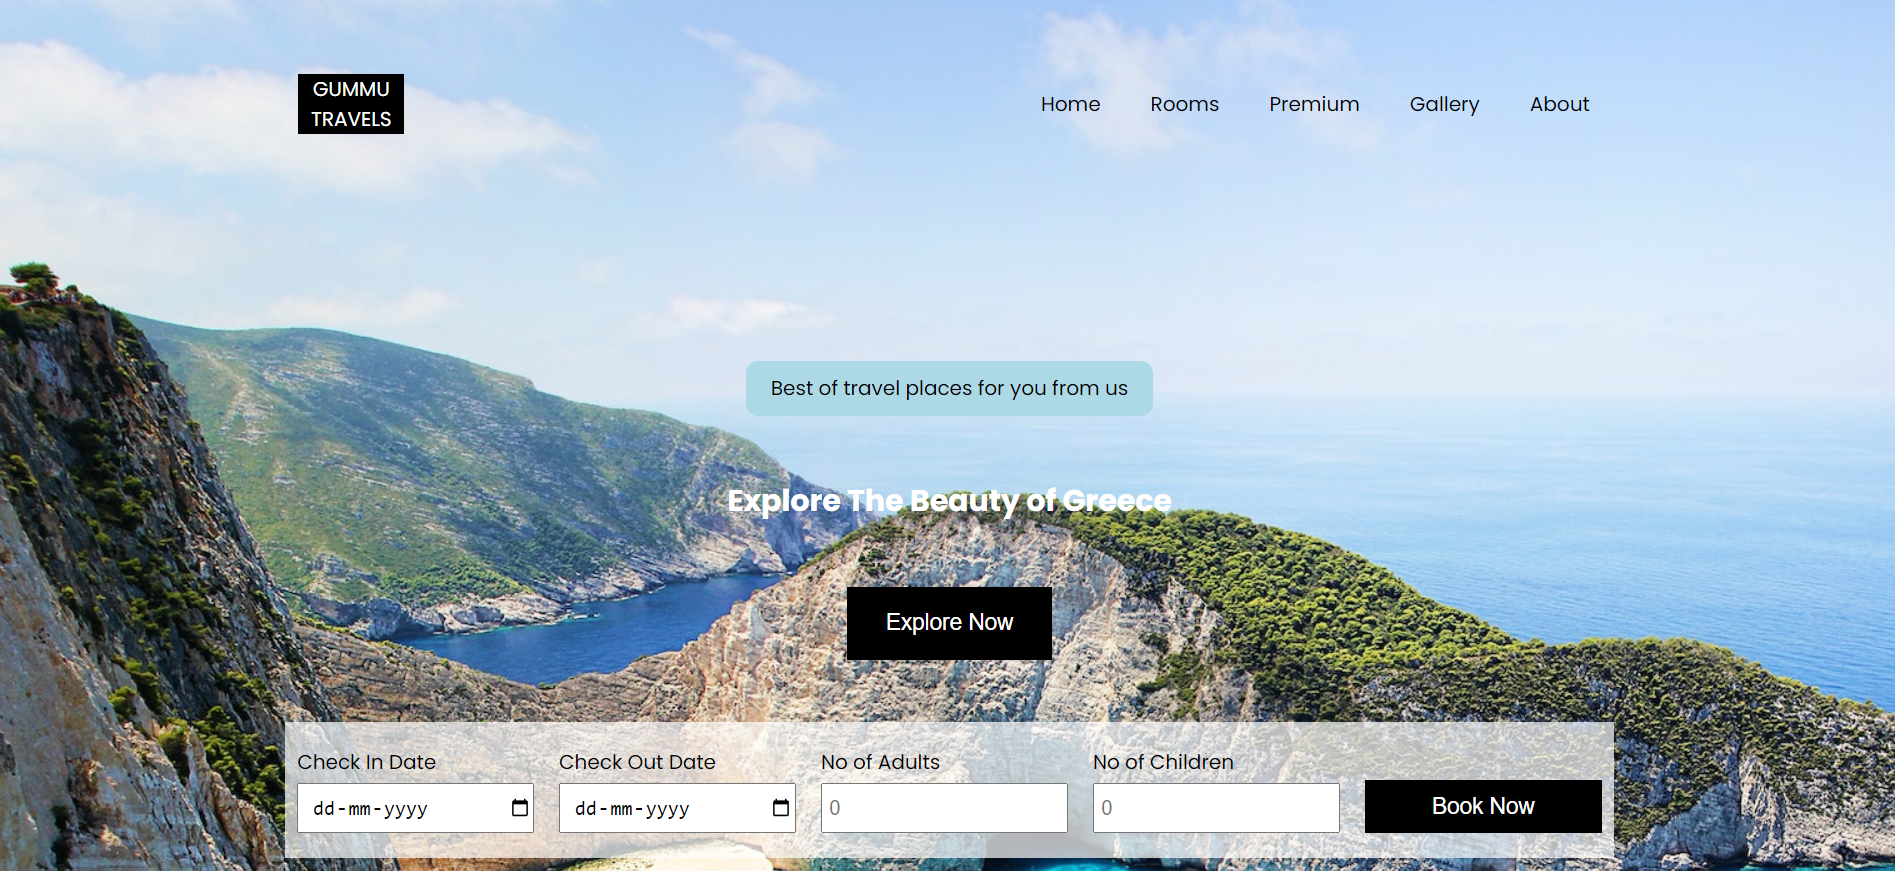 GUMMU
TRAVELS
Home Rooms Premium Gallery About
Best of travel places for you from us
Explore The Beauty of Greece
Explore Now
Check In Date Check Out Date No of Adults No of Children
dd-mm-yyyy dd-mm-yyyy 0 0 Book Now